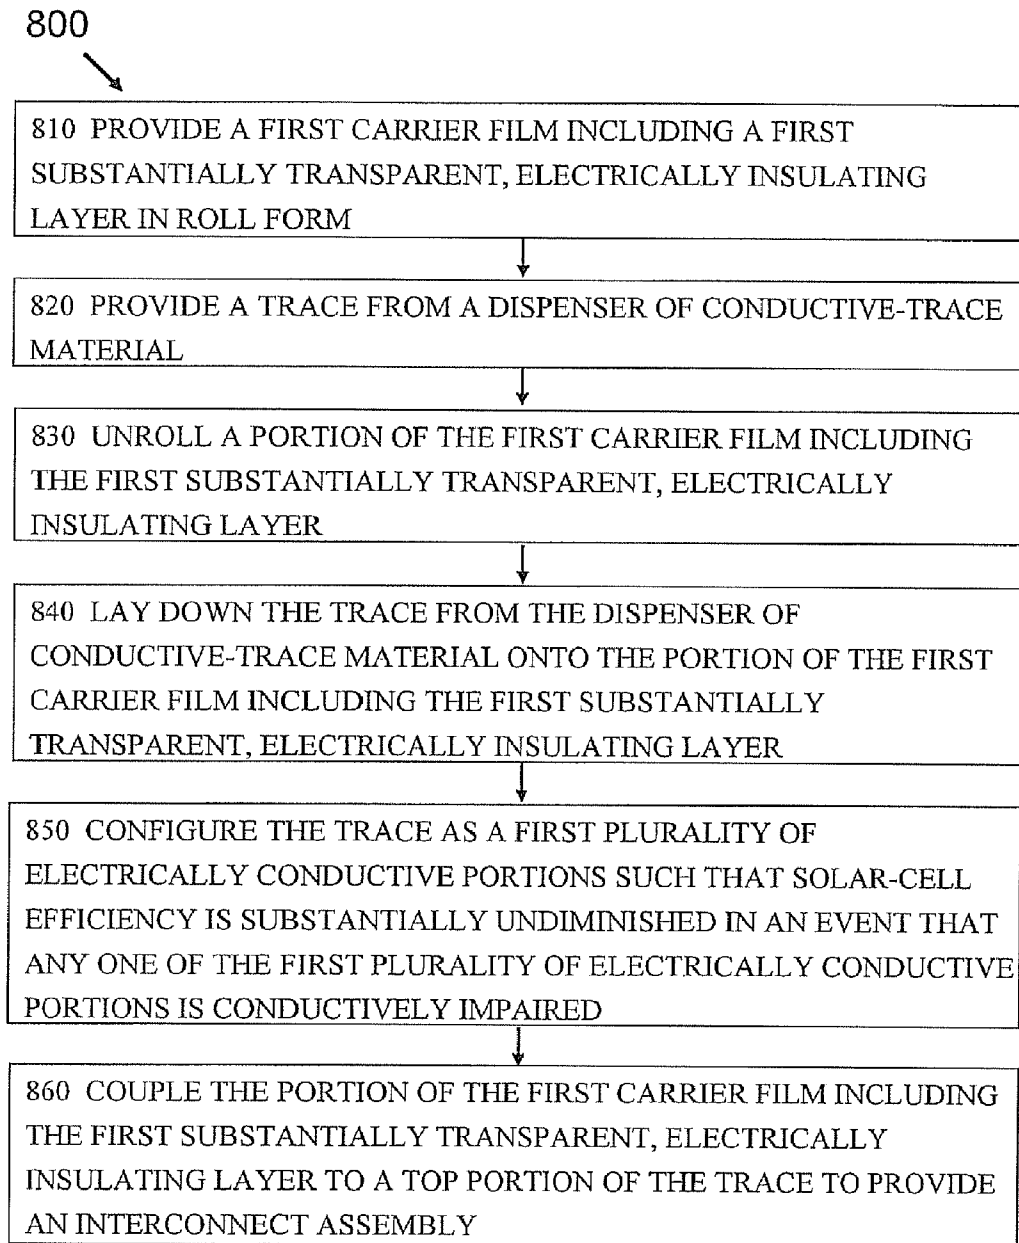 800
810 PROVIDE A FIRST CARRIER FILM INCLUDING A FIRST
SUBSTANTIALLY TRANSPARENT, ELECTRICALLY INSULATING
LAYER IN ROLL FORM
820 PROVIDE A TRACE FROM A DISPENSER OF CONDUCTIVE-TRACE
MATERIAL
830 UNROLL A PORTION OF THE FIRST CARRIER FILM INCLUDING
THE FIRST SUBSTANTIALLY TRANSPARENT, ELECTRICALLY
INSULATING LAYER
840 LAY DOWN THE TRACE FROM THE DISPENSER OF
CONDUCTIVE-TRACE MATERIAL ONTO THE PORTION OF THE FIRST
CARRIER FILM INCLUDING THE FIRST SUBSTANTIALLY
TRANSPARENT, ELECTRICALLY INSULATING LAYER
850 CONFIGURE THE TRACE AS A FIRST PLURALITY OF
ELECTRICALLY CONDUCTIVE PORTIONS SUCH THAT SOLAR-CELL
EFFICIENCY IS SUBSTANTIALLY UNDIMINISHED IN AN EVENT THAT
ANY ONE OF THE FIRST PLURALITY OF ELECTRICALLY CONDUCTIVE
PORTIONS IS CONDUCTIVELY IMPAIRED
860 COUPLE THE PORTION OF THE FIRST CARRIER FILM INCLUDING
THE FIRST SUBSTANTIALLY TRANSPARENT, ELECTRICALLY
INSULATING LAYER TO A TOP PORTION OF THE TRACE TO PROVIDE
AN INTERCONNECT ASSEMBLY